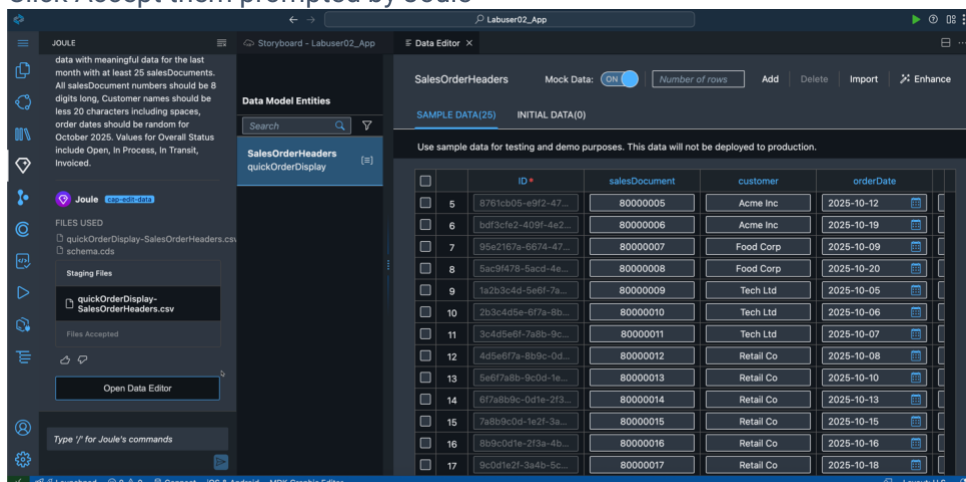 Click Accept them prompted by Joule
Labuser02_App
JOULE
data with meaningful data for the last
month with at least 25 salesDocuments.
All salesDocument numbers should be 8
digits long, Customer names should be
less 20 characters including spaces,
order dates should be random for
October 2025. Values for Overall Status
include Open, In Process, In Transit,
Invoiced.
Joule cap-edit-data
FILES USED
quickOrderDisplay-SalesOrderHeaders.csv
schema.cds
Staging Files
quickOrderDisplay-
SalesOrderHeaders.csv
Files Accepted
Open Data Editor
Type '/' for Joule's commands
Storyboard - Labuser02_App
Data Model Entities
Search
SalesOrderHeaders
quickOrderDisplay
Data Editor
SalesOrderHeaders Mock Data: ON Number of rows Add Delete Import Enhance
SAMPLE DATA(25) INITIAL DATA(0)
Use sample data for testing and demo purposes. This data will not be deployed to production.
ID* salesDocument customer orderDate
5 8761cb05-e9f2-47... 80000005 Acme Inc 2025-10-12
6 bdf3cfe2-409f-4e2... 80000006 Acme Inc 2025-10-19
7 95e2167a-6674-47... 80000007 Food Corp 2025-10-09
8 5ac9f478-5acd-4e... 80000008 Food Corp 2025-10-20
9 1a2b3c4d-5e6f-7a... 80000009 Tech Ltd 2025-10-05
10 2b3c4d5e-6f7a-8b... 80000010 Tech Ltd 2025-10-06
11 3c4d5e6f-7a8b-9c... 80000011 Tech Ltd 2025-10-07
12 4d5e6f7a-8b9c-0d... 80000012 Retail Co 2025-10-08
13 5e6f7a8b-9c0d-1e... 80000013 Retail Co 2025-10-10
14 6f7a8b9c-0d1e-2f3... 80000014 Retail Co 2025-10-13
15 7a8b9c0d-1e2f-3a... 80000015 Retail Co 2025-10-15
16 8b9c0d1e-2f3a-4b... 80000016 Retail Co 2025-10-16
17 9c0d1e2f-3a4b-5c... 80000017 Retail Co 2025-10-18